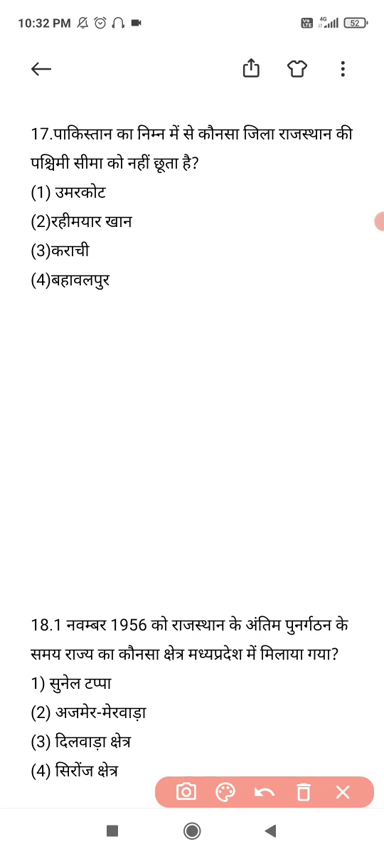 10:32 PM
4G
52
17.पाकिस्तान का निम्न में से कौनसा जिला राजस्थान की
पश्चिमी सीमा को नहीं छूता है?
(1) उमरकोट
(2)रहीमयार खान
(3)कराची
(4)बहावलपुर
18.1 नवम्बर 1956 को राजस्थान के अंतिम पुनर्गठन के
समय राज्य का कौनसा क्षेत्र मध्यप्रदेश में मिलाया गया?
1) सुनेल टप्पा
(2) अजमेर-मेरवाड़ा
(3) दिलवाड़ा क्षेत्र
(4) सिरोंज क्षेत्र